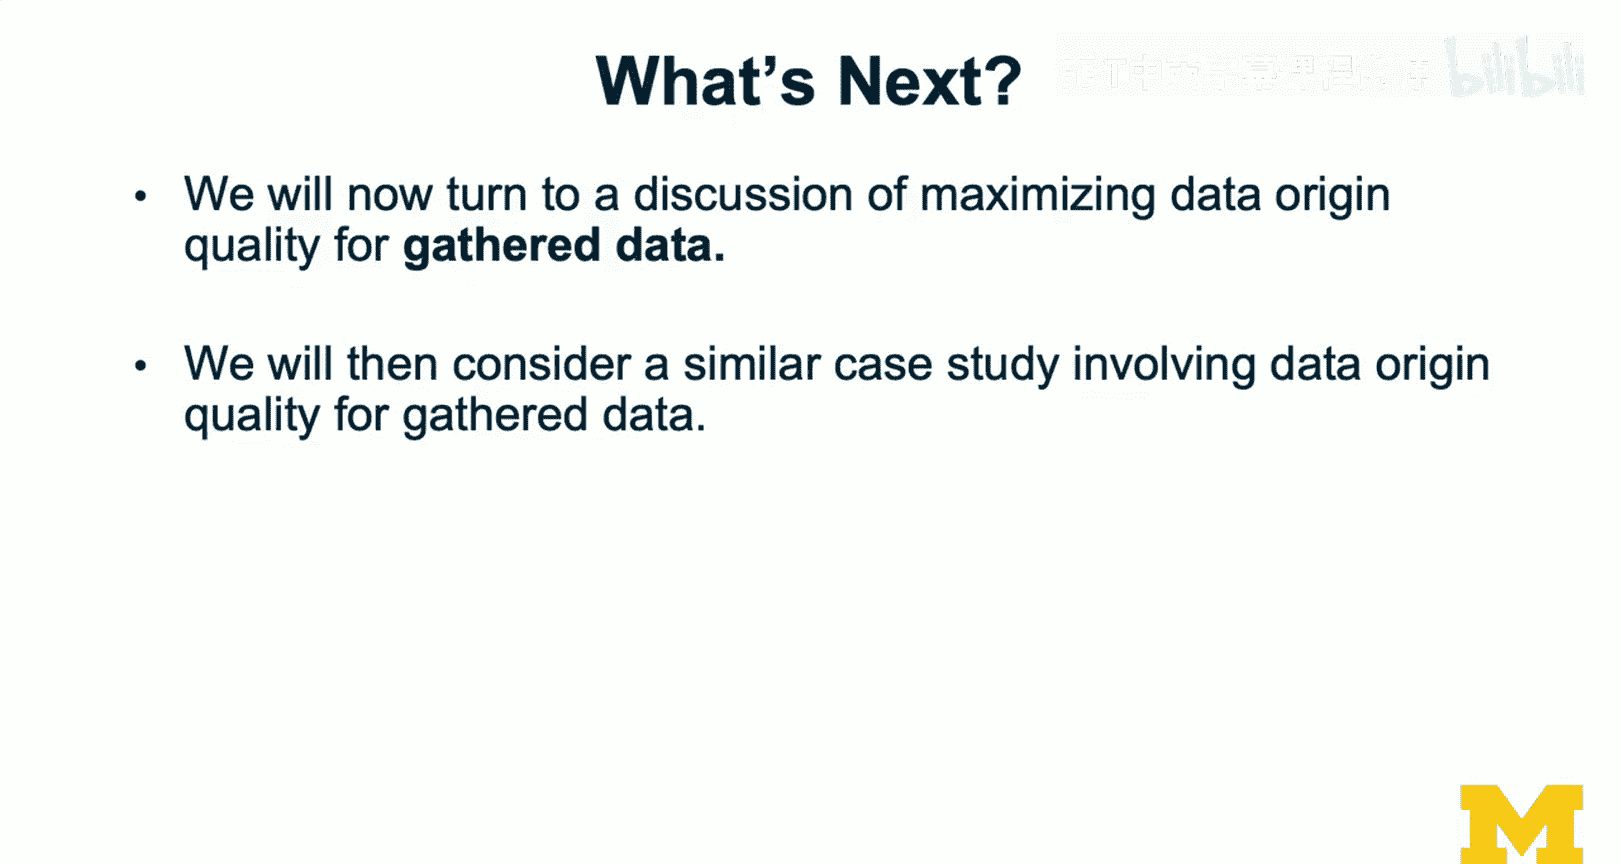 What’s Next?
bilibili
• We will now turn to a discussion of maximizing data origin
quality for gathered data.
• We will then consider a similar case study involving data origin
quality for gathered data.
M